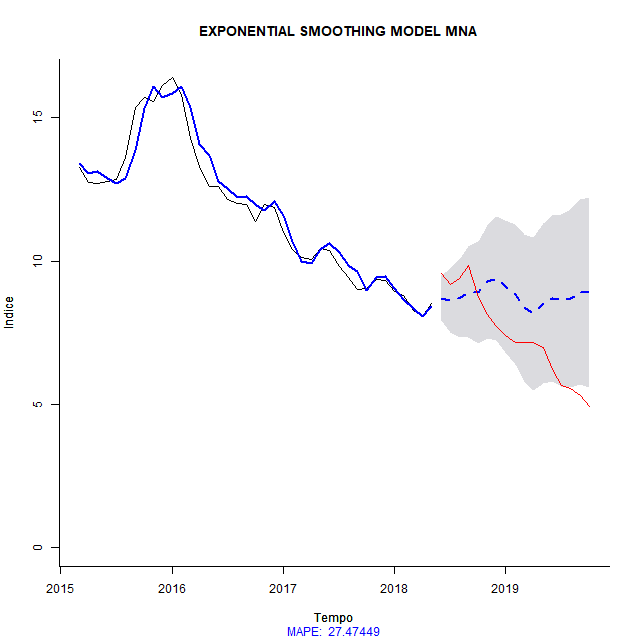 EXPONENTIAL SMOOTHING MODEL MNA
15
10
5
0
Indice
2015 2016 2017 2018 2019
Tempo
MAPE: 27.47449